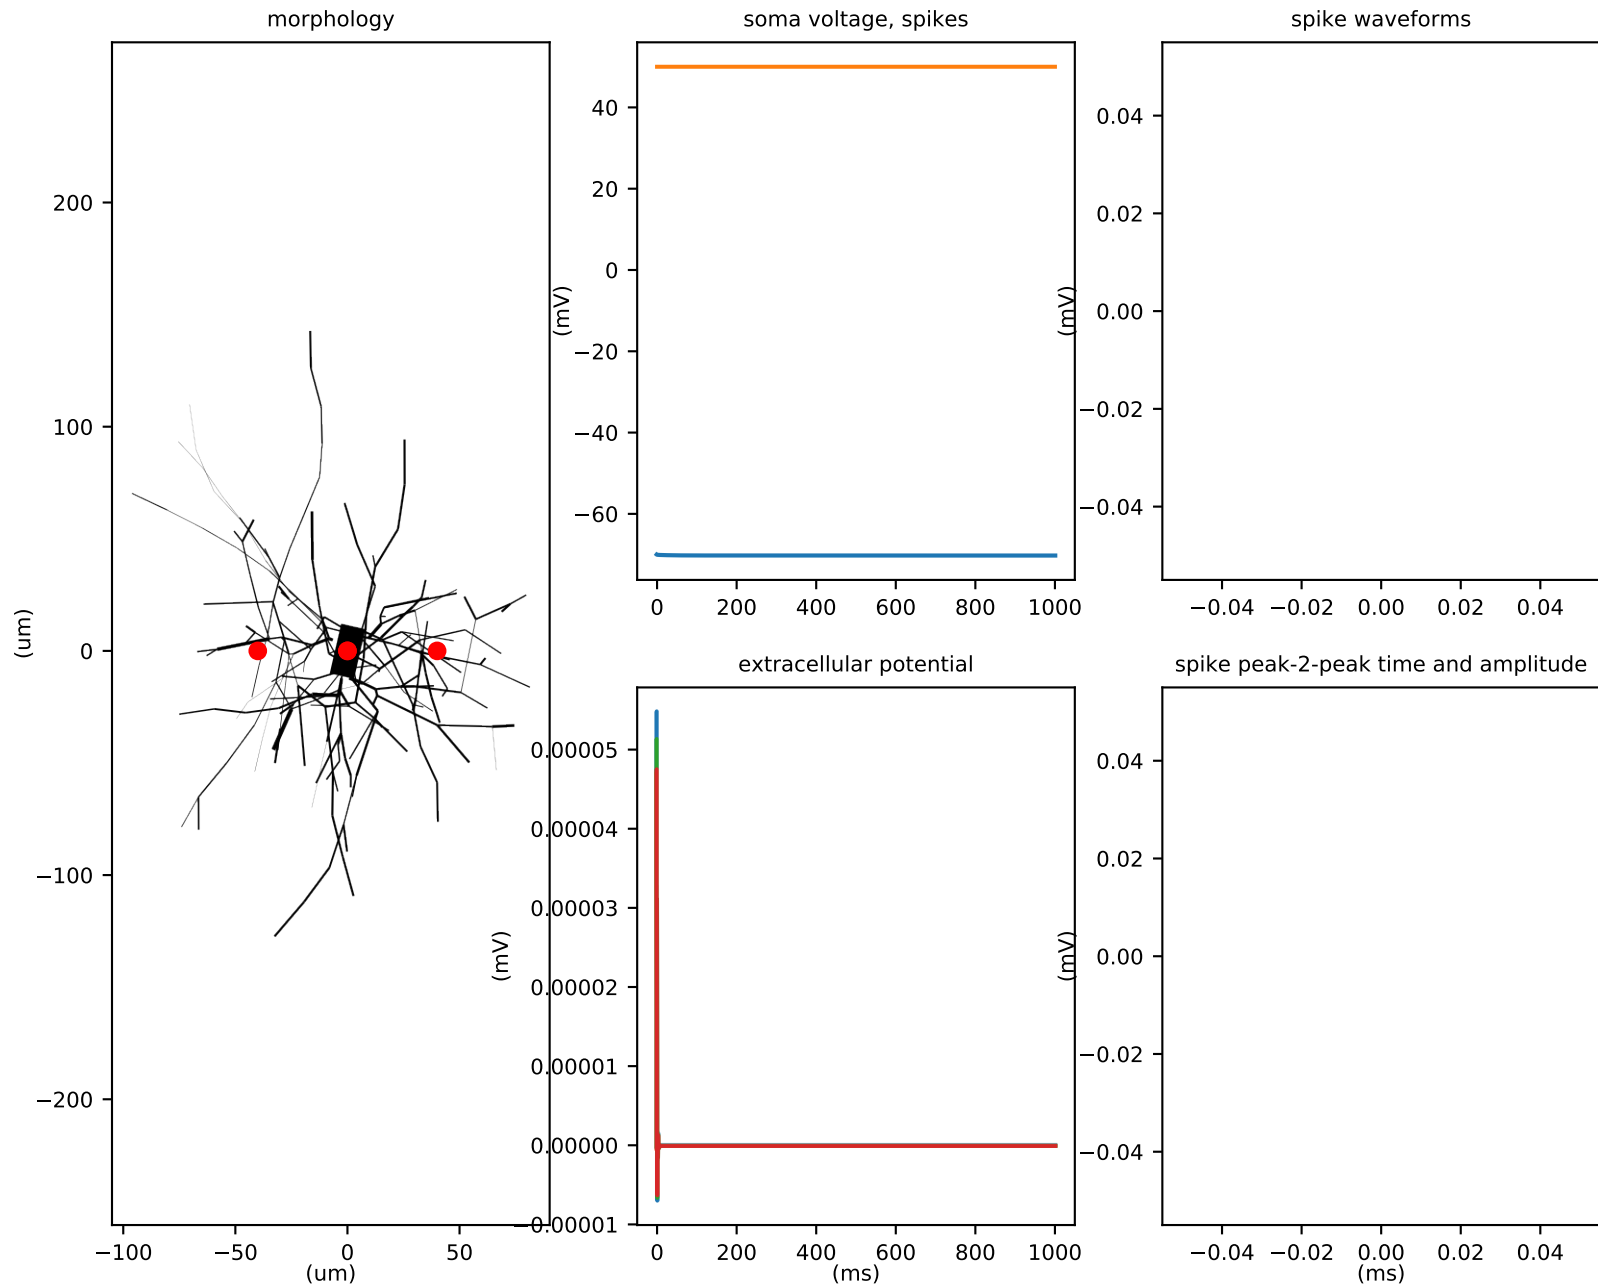 morphology
soma voltage, spikes
spike waveforms
200
100
0
−100
−200
(um)
−100 −50 0 50
(um)
40
20
0
−20
−40
−60
(mV)
0 200 400 600 800 1000
0.04
0.02
0.00
−0.02
−0.04
(mV)
−0.04 −0.02 0.00 0.02 0.04
extracellular potential
spike peak-2-peak time and amplitude
0.00005
0.00004
0.00003
0.00002
0.00001
0.00000
−0.00001
(mV)
0 200 400 600 800 1000
(ms)
0.04
0.02
0.00
−0.02
−0.04
(mV)
−0.04 −0.02 0.00 0.02 0.04
(ms)